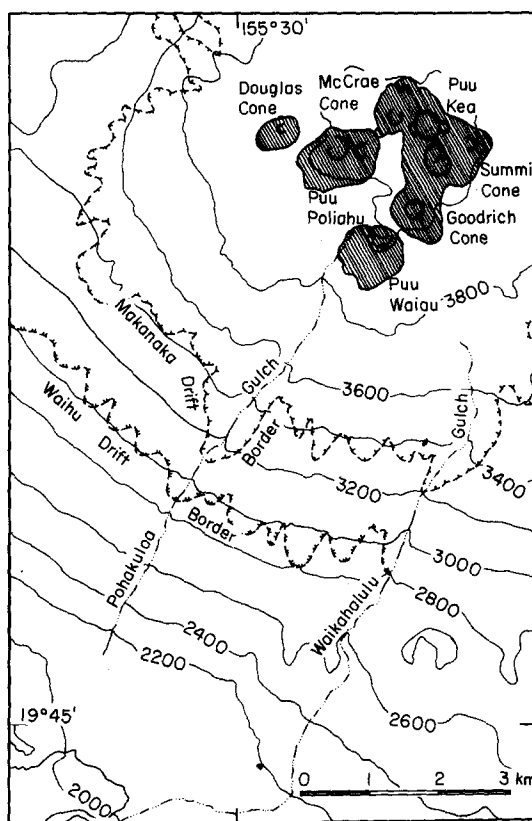 155°30'
Douglas
Cone
McCrae
Cone
Puu
Kea
Summi
Cone
Puu
Poliahu
Goodrich
Cone
Puu
Waiau
3800
Makanaka
Drift
Border
Gulch
3600
Gulch
3400
Waihu
Drift
Border
3200
3000
2800
Pohakuloa
Waikahalulu
2400
2200
2600
19°45'
2000
0 1 2 3 km